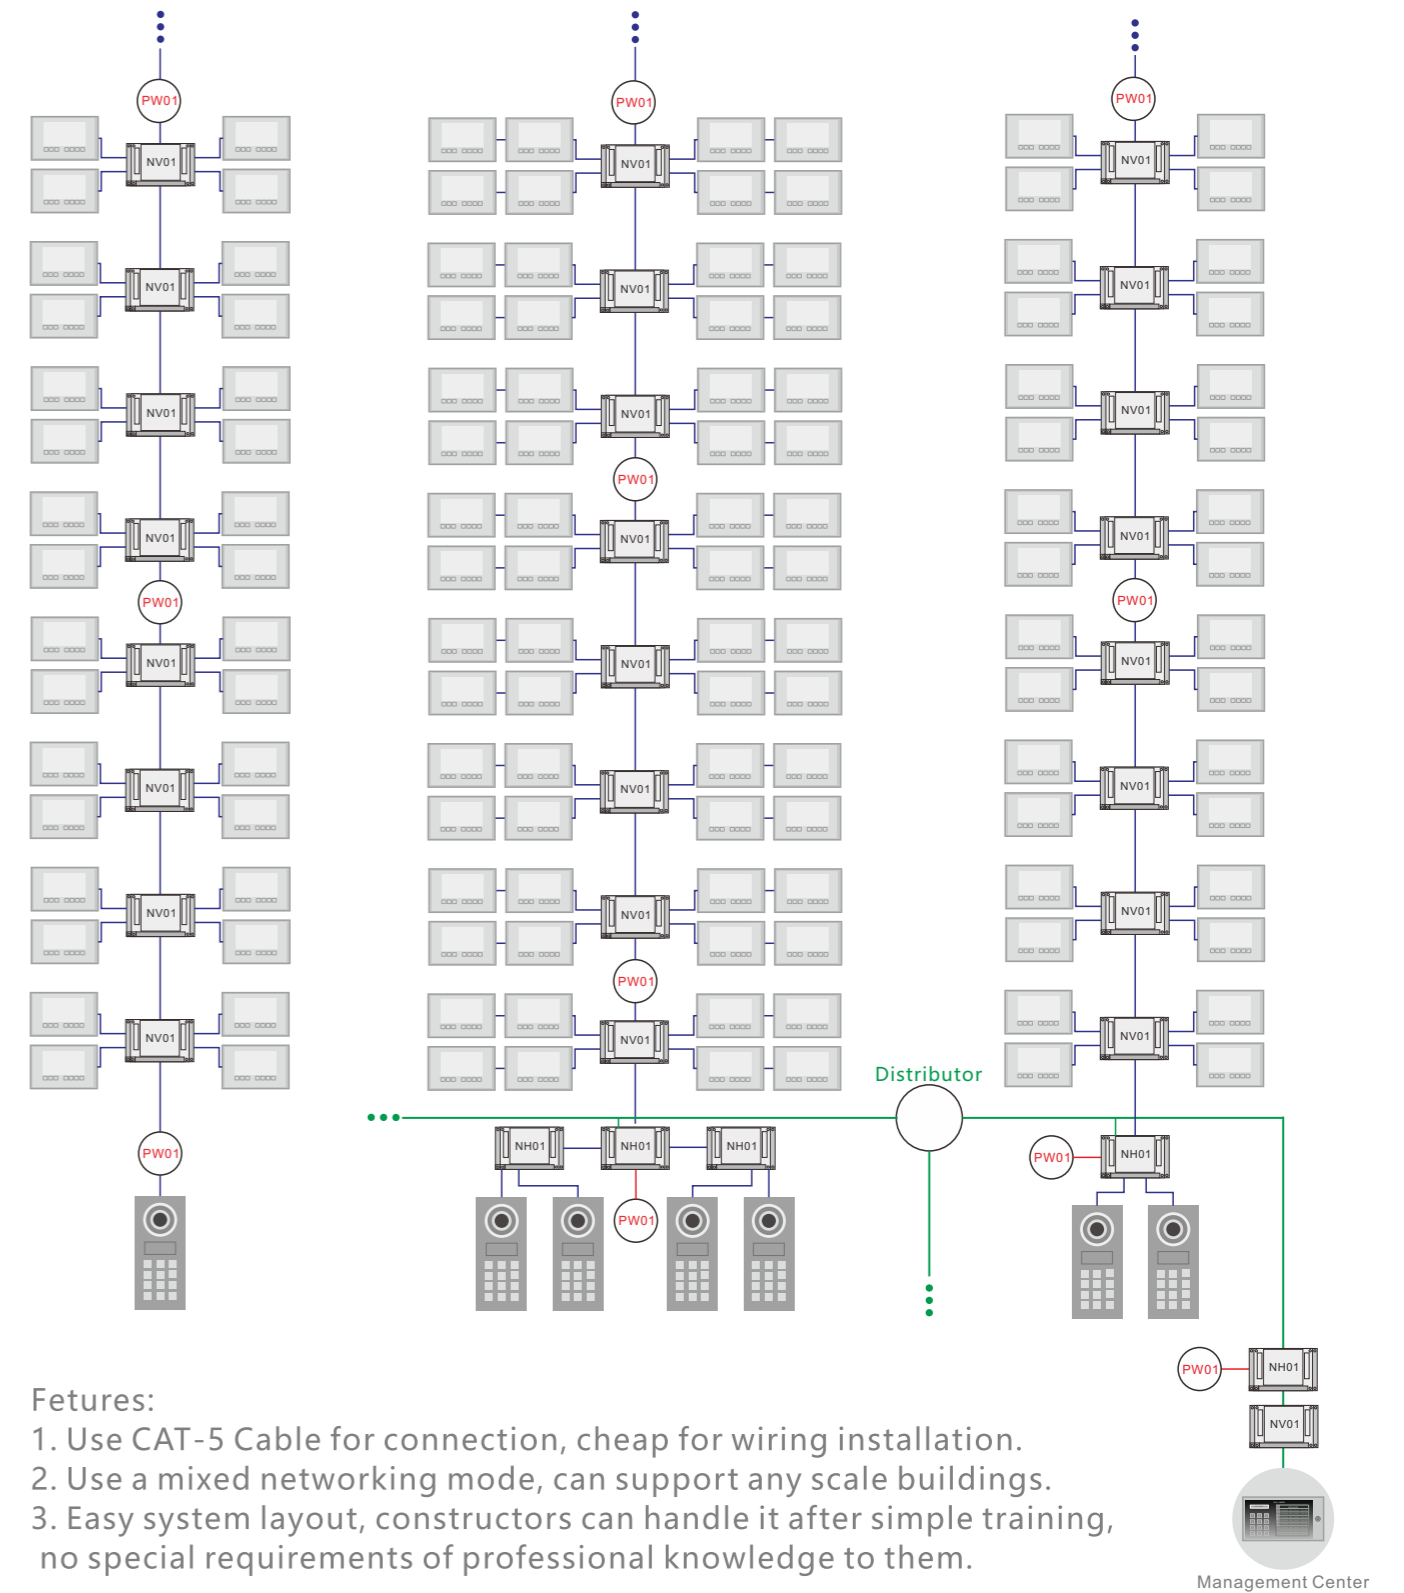 PW01
PW01
PW01
NV01
NV01
NV01
NV01
NV01
NV01
NV01
NV01
NV01
PW01
NV01
NV01
NV01
PW01
PW01
NV01
NV01
NV01
NV01
NV01
NV01
NV01
NV01
NV01
PW01
NV01
NV01
NV01
Distributor
PW01
NH01
NH01
NH01
PW01
NH01
PW01
PW01
NH01
NV01
Fetures:
1. Use CAT-5 Cable for connection, cheap for wiring installation.
2. Use a mixed networking mode, can support any scale buildings.
3. Easy system layout, constructors can handle it after simple training,
no special requirements of professional knowledge to them.
Management Center